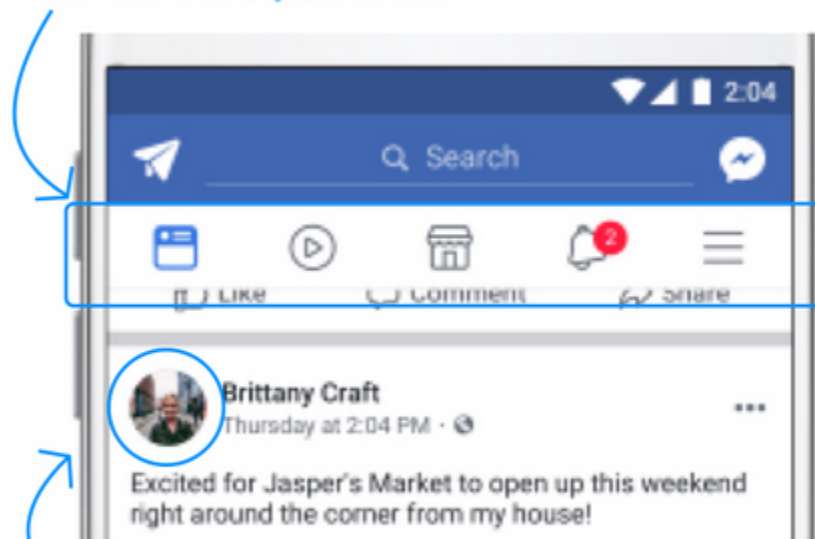 2:04
Search
2
Like Comment Share
Brittany Craft
Thursday at 2:04 PM ·
Excited for Jasper's Market to open up this weekend
right around the corner from my house!